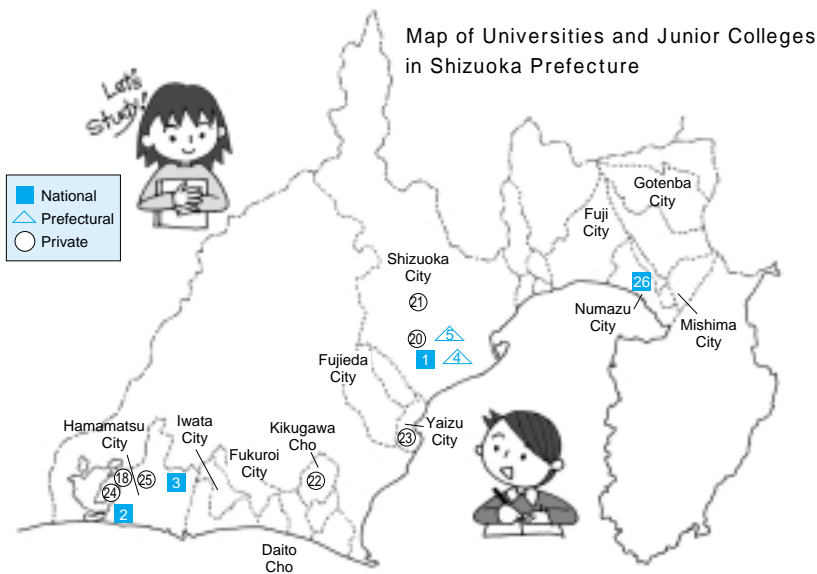 Map of Universities and Junior Colleges
in Shizuoka Prefecture
Let's
Study!
National
Prefectural
Private
Gotenba
City
Fuji
City
Shizuoka
City
21
26
Numazu
City
Mishima
City
20
5
1
4
Fujieda
City
Yaizu
City
23
Hamamatsu
City
Iwata
City
Kikugawa
Cho
Fukuroi
City
18
25
3
22
24
2
Daito
Cho